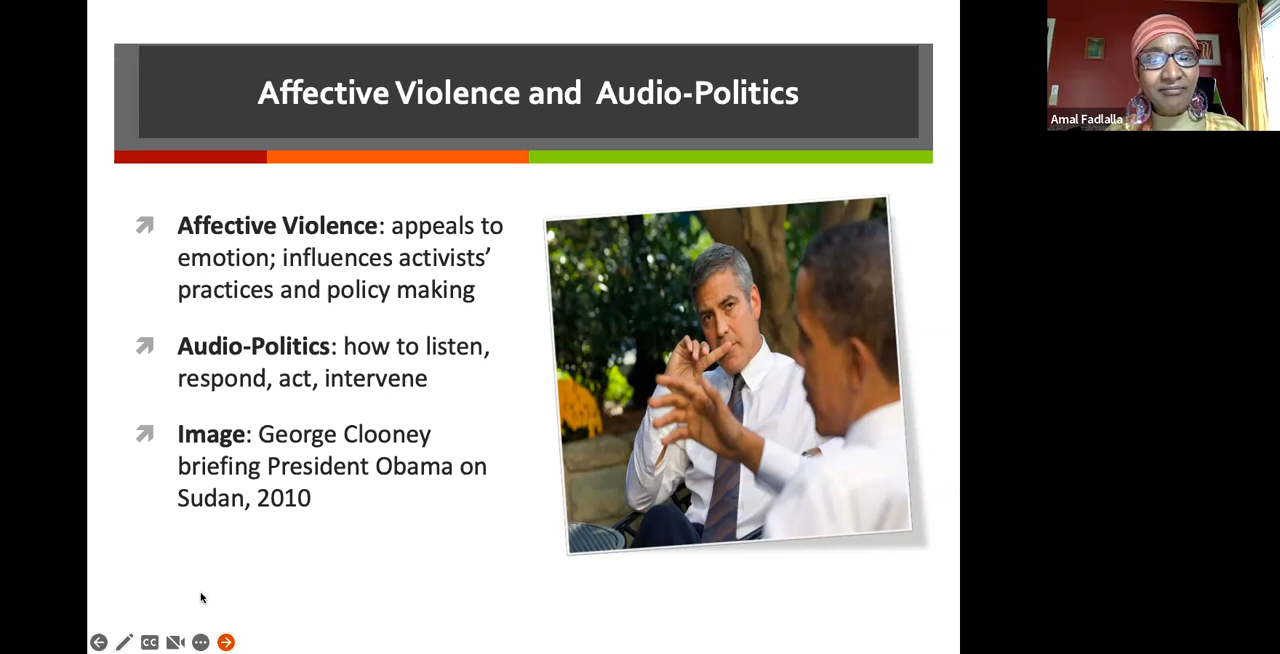 Affective Violence and Audio-Politics
Affective Violence: appeals to
emotion; influences activists’
practices and policy making
Audio-Politics: how to listen,
respond, act, intervene
Image: George Clooney
briefing President Obama on
Sudan, 2010
CC
Amal Fadlalla